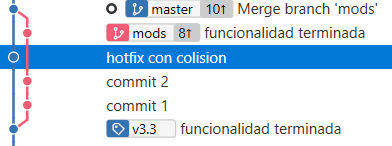 master 10↑ Merge branch 'mods'
mods 8↑ funcionalidad terminada
hotfix con colision
commit 2
commit 1
v3.3 funcionalidad terminada